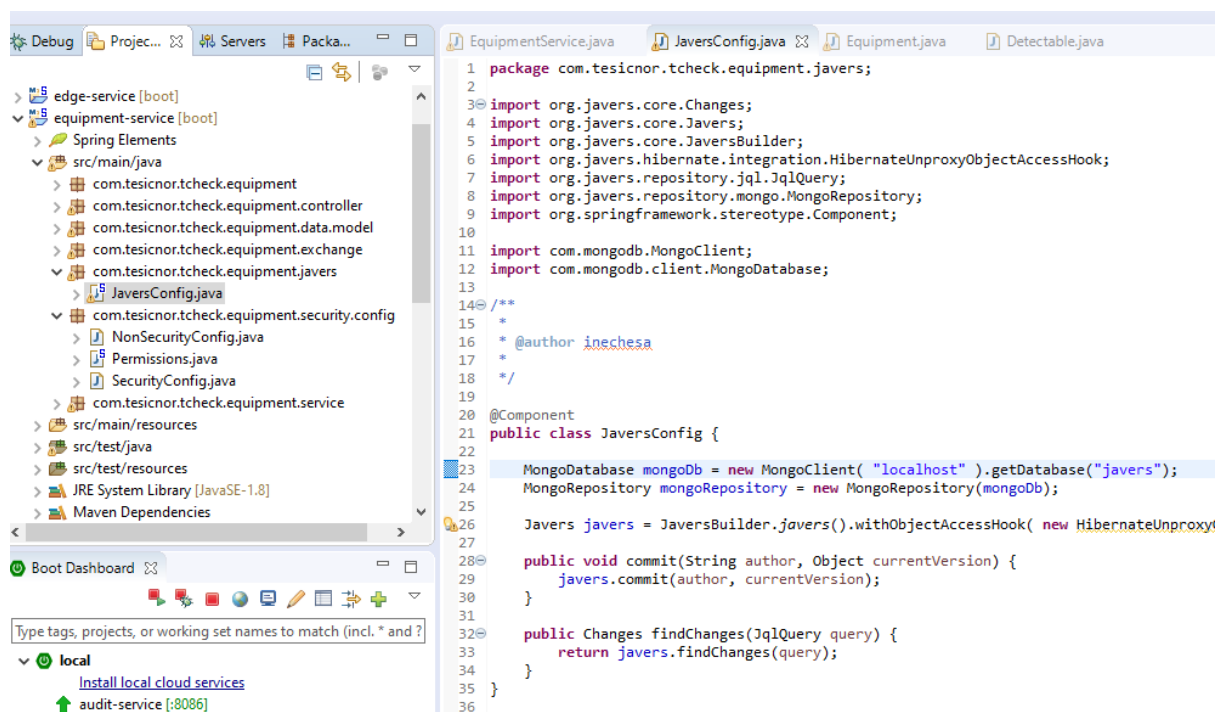 Debug Projec... Servers Packa...
edge-service [boot]
equipment-service [boot]
Spring Elements
src/main/java
com.tesicnor.tcheck.equipment
com.tesicnor.tcheck.equipment.controller
com.tesicnor.tcheck.equipment.data.model
com.tesicnor.tcheck.equipment.exchange
com.tesicnor.tcheck.equipment.javers
JaversConfig.java
com.tesicnor.tcheck.equipment.security.config
NonSecurityConfig.java
Permissions.java
SecurityConfig.java
com.tesicnor.tcheck.equipment.service
src/main/resources
src/test/java
src/test/resources
JRE System Library [JavaSE-1.8]
Maven Dependencies
Boot Dashboard
Type tags, projects, or working set names to match (incl. * and ?
local
Install local cloud services
audit-service [:8086]
EquipmentService.java JaversConfig.java Equipment.java Detectable.java
1 package com.tesicnor.tcheck.equipment.javers;
2
3 import org.javers.core.Changes;
4 import org.javers.core.Javers;
5 import org.javers.core.JaversBuilder;
6 import org.javers.hibernate.integration.HibernateUnproxyObjectAccessHook;
7 import org.javers.repository.jql.JqlQuery;
8 import org.javers.repository.mongo.MongoRepository;
9 import org.springframework.stereotype.Component;
10
11 import com.mongodb.MongoClient;
12 import com.mongodb.client.MongoDatabase;
13
14 /**
15 *
16 * @author inechesa
17 *
18 */
19
20 @Component
21 public class JaversConfig {
22
23 MongoDatabase mongoDb = new MongoClient( "localhost" ).getDatabase("javers");
24 MongoRepository mongoRepository = new MongoRepository(mongoDb);
25
26 Javers javers = JaversBuilder.javers().withObjectAccessHook( new HibernateUnproxy
27
28 public void commit(String author, Object currentVersion) {
29 javers.commit(author, currentVersion);
30 }
31
32 public Changes findChanges(JqlQuery query) {
33 return javers.findChanges(query);
34 }
35 }
36